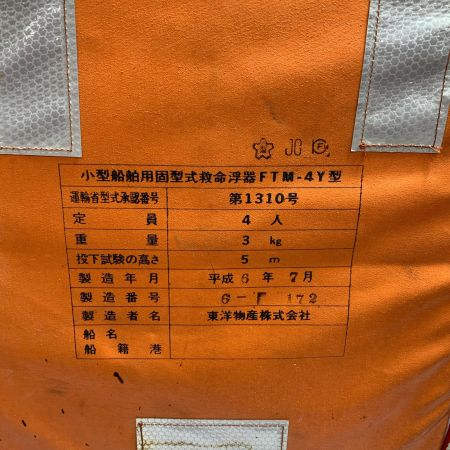 JC F
小型船舶用固型式救命浮器FTM-4Y型
運輸省型式承認番号 第1310号
定員 4人
重量 3kg
投下試験の高さ 5m
製造年月 平成6年7月
製造番号 6-F 172
製造者名 東洋物産株式会社
船名
船籍港